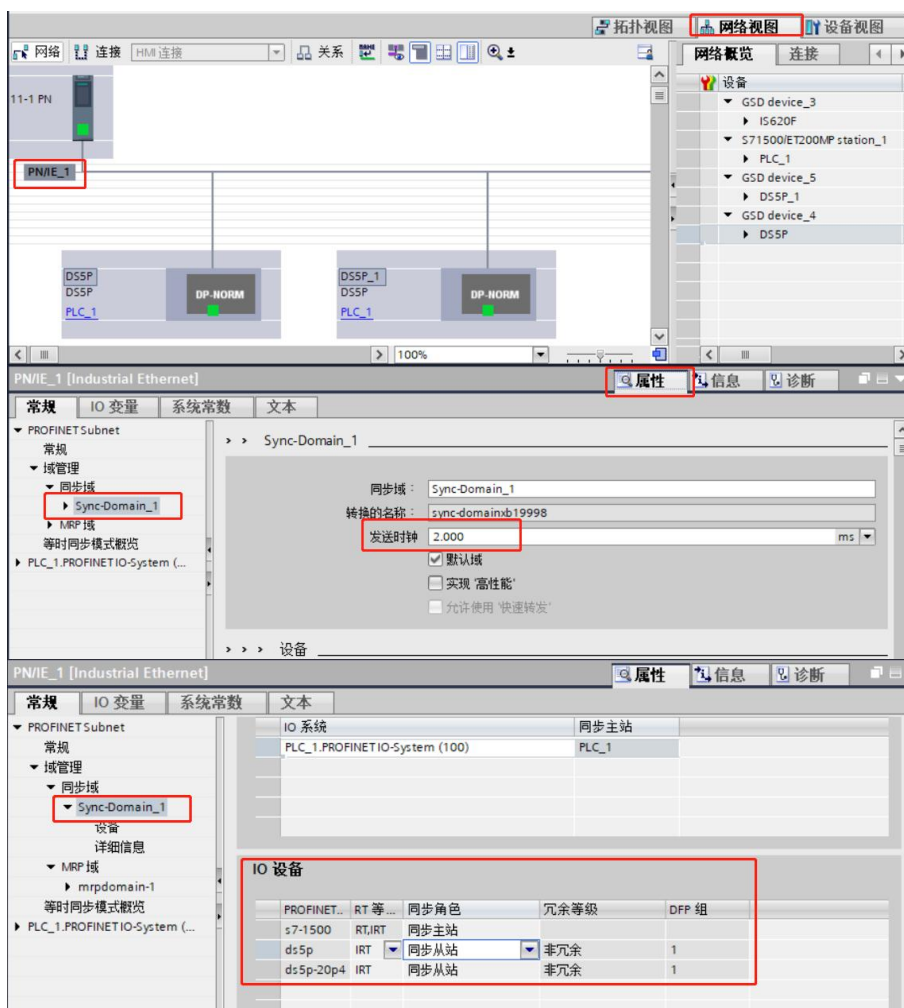 拓扑视图 网络视图 设备视图
网络 连接 HMI 连接 关系
网络概览 连接
11-1 PN
PN/IE_1
设备
GSD device_3
IS620F
S71500/ET200MP station_1
PLC_1
GSD device_5
DS5P_1
GSD device_4
DS5P
DS5P
DS5P
PLC_1
DP-NORM
DS5P_1
DS5P
PLC_1
DP-NORM
100%
PN/IE_1 [Industrial Ethernet]
属性 信息 诊断
常规 IO 变量 系统常数 文本
PROFINET Subnet
常规
域管理
同步域
Sync-Domain_1
MRP 域
等时同步模式概览
PLC_1.PROFINET IO-System (...
> > Sync-Domain_1
同步域： Sync-Domain_1
转换的名称： sync-domainxb19998
发送时钟 2.000 ms
默认域
实现 '高性能'
允许使用 '快速转发'
> > > 设备
PN/IE_1 [Industrial Ethernet]
属性 信息 诊断
常规 IO 变量 系统常数 文本
PROFINET Subnet
常规
域管理
同步域
Sync-Domain_1
设备
详细信息
MRP 域
mrpdomain-1
等时同步模式概览
PLC_1.PROFINET IO-System (...
IO 系统 同步主站
PLC_1.PROFINET IO-System (100) PLC_1
IO 设备
PROFINET... RT 等... 同步角色 冗余等级 DFP 组
s7-1500 RT,IRT 同步主站
ds5p IRT 同步从站 非冗余 1
ds5p-20p4 IRT 同步从站 非冗余 1